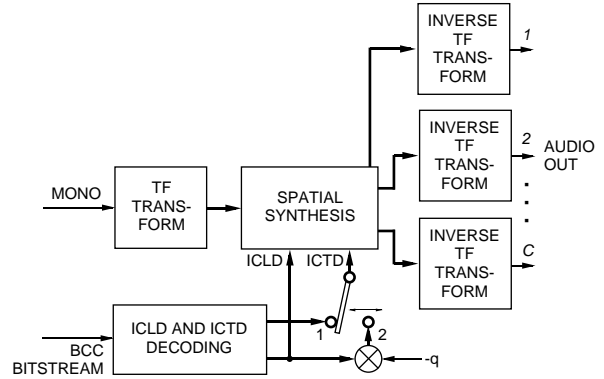 INVERSE
TF
TRANS-
FORM
1
INVERSE
TF
TRANS-
FORM
2
AUDIO
OUT
MONO
TF
TRANS-
FORM
SPATIAL
SYNTHESIS
INVERSE
TF
TRANS-
FORM
C
ICLD
ICTD
ICLD AND ICTD
DECODING
1
2
BCC
BITSTREAM
-q